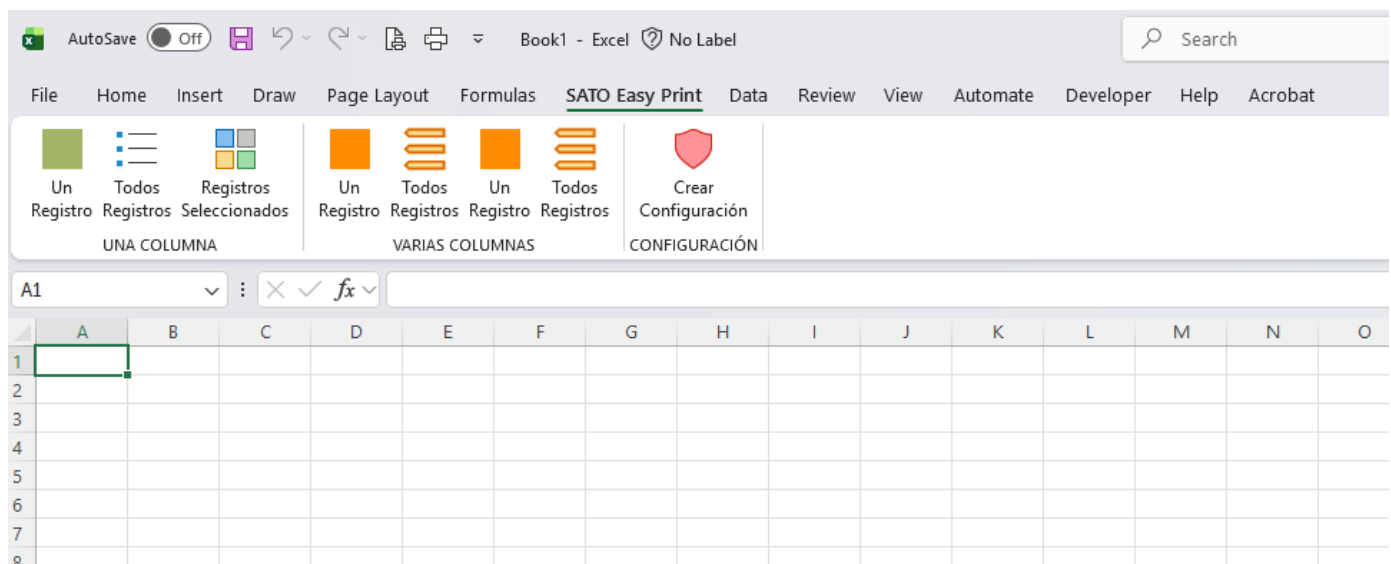 AutoSave Off Book1 - Excel No Label Search
File Home Insert Draw Page Layout Formulas SATO Easy Print Data Review View Automate Developer Help Acrobat
Un Todos Registros Un Todos Un Todos Crear
Registro Registros Seleccionados Registro Registros Registro Registros Configuración
UNA COLUMNA VARIAS COLUMNAS CONFIGURACIÓN
A1 fx
A B C D E F G H I J K L M N O
1
2
3
4
5
6
7
8